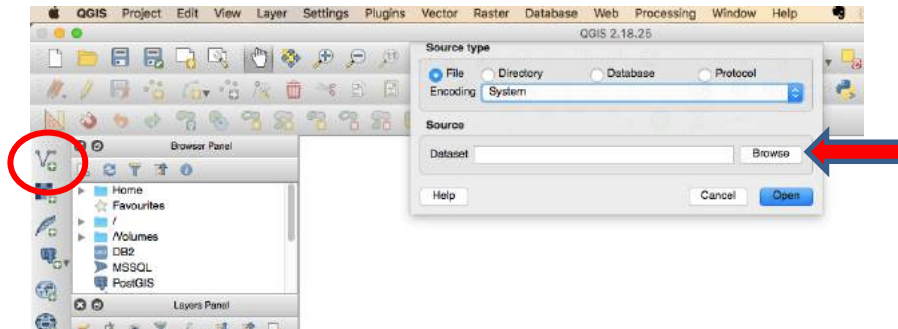 QGIS Project Edit View Layer Settings Plugins Vector Raster Database Web Processing Window Help
QGIS 2.18.25
Source type
File Directory Database Protocol
Encoding System
Source
Dataset Browse
Help Cancel Open
Browser Panel
Home
Favourites
/
/Volumes
DB2
MSSQL
PostGIS
Layers Panel